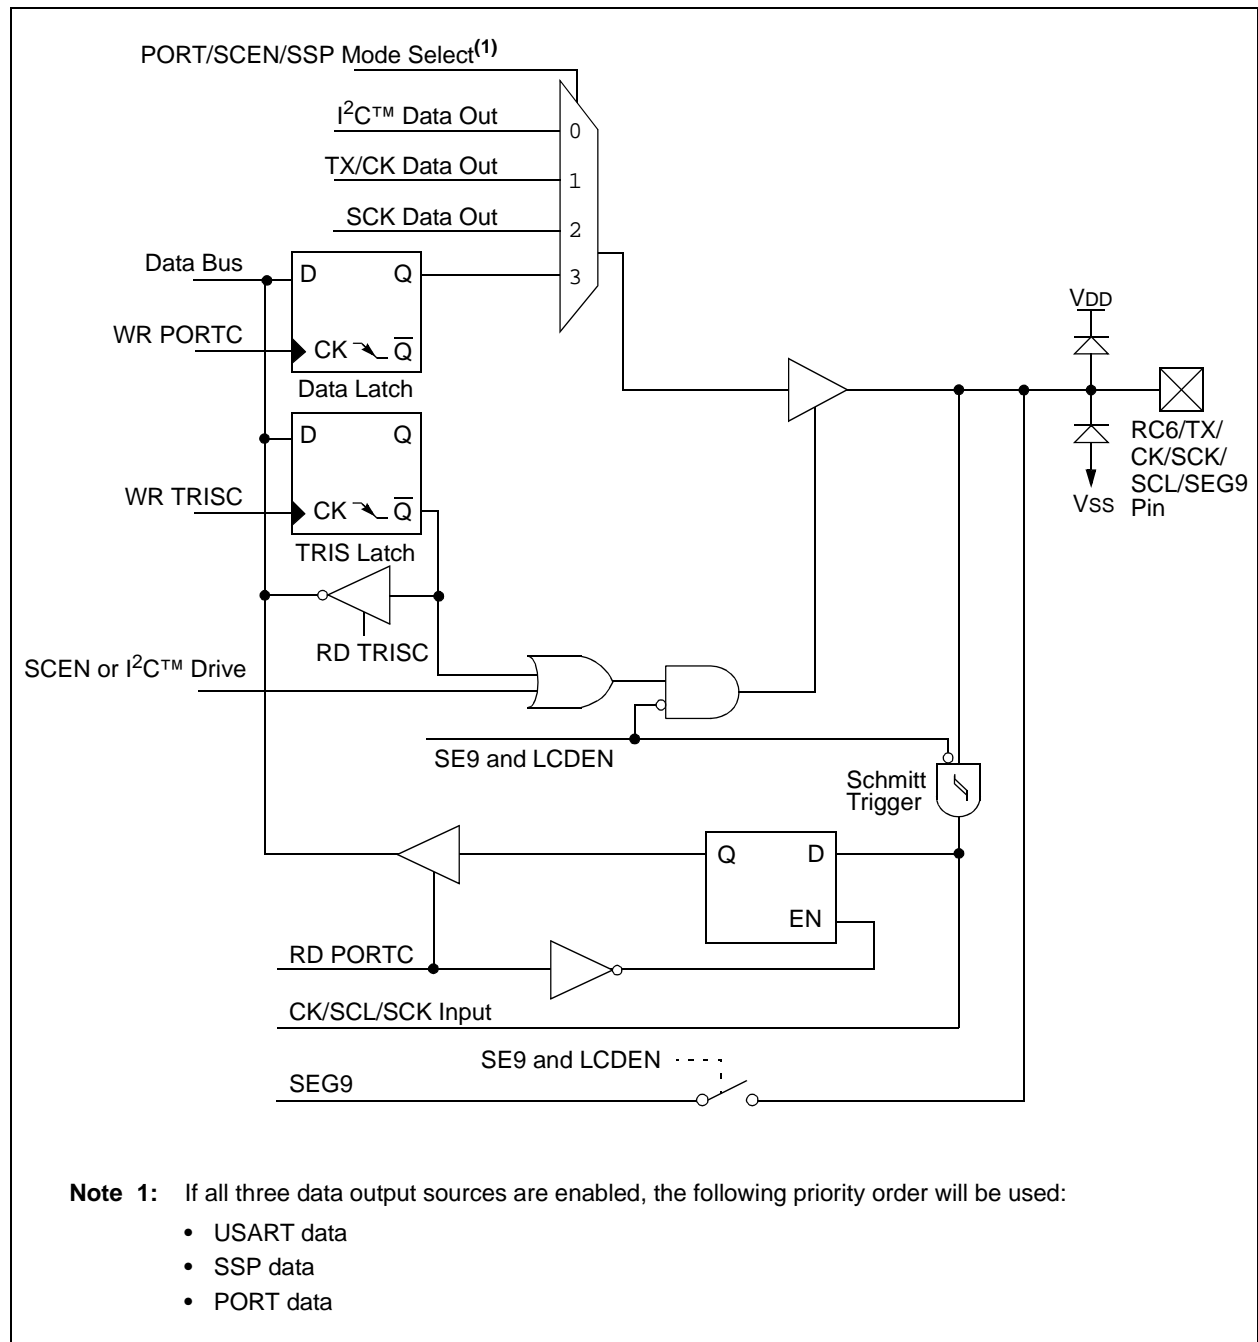 PORT/SCEN/SSP Mode Select(1)
I2C™ Data Out
0
TX/CK Data Out
1
SCK Data Out
2
Data Bus
D Q
3
WR PORTC
CK Q
Data Latch
VDD
D Q
RC6/TX/
CK/SCK/
SCL/SEG9
Pin
WR TRISC
CK Q
VSS
TRIS Latch
RD TRISC
SCEN or I2C™ Drive
SE9 and LCDEN
Schmitt
Trigger
Q D
EN
RD PORTC
CK/SCL/SCK Input
SE9 and LCDEN
SEG9
Note 1: If all three data output sources are enabled, the following priority order will be used:
• USART data
• SSP data
• PORT data